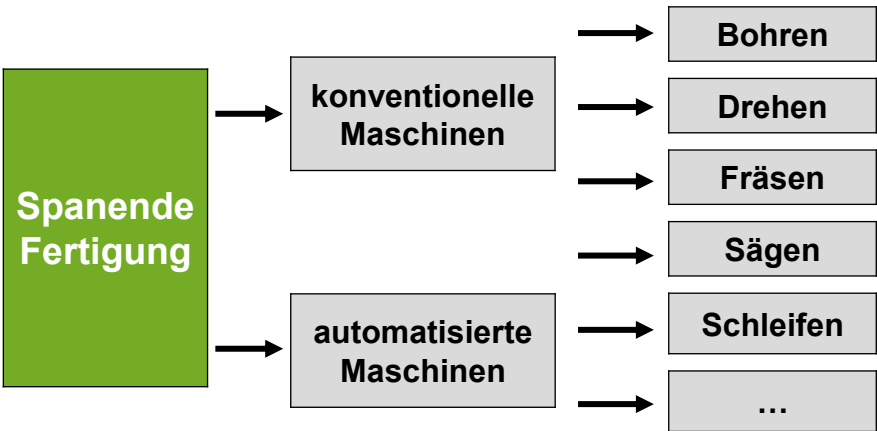 Spanende
Fertigung
konventionelle
Maschinen
automatisierte
Maschinen
Bohren
Drehen
Fräsen
Sägen
Schleifen
...